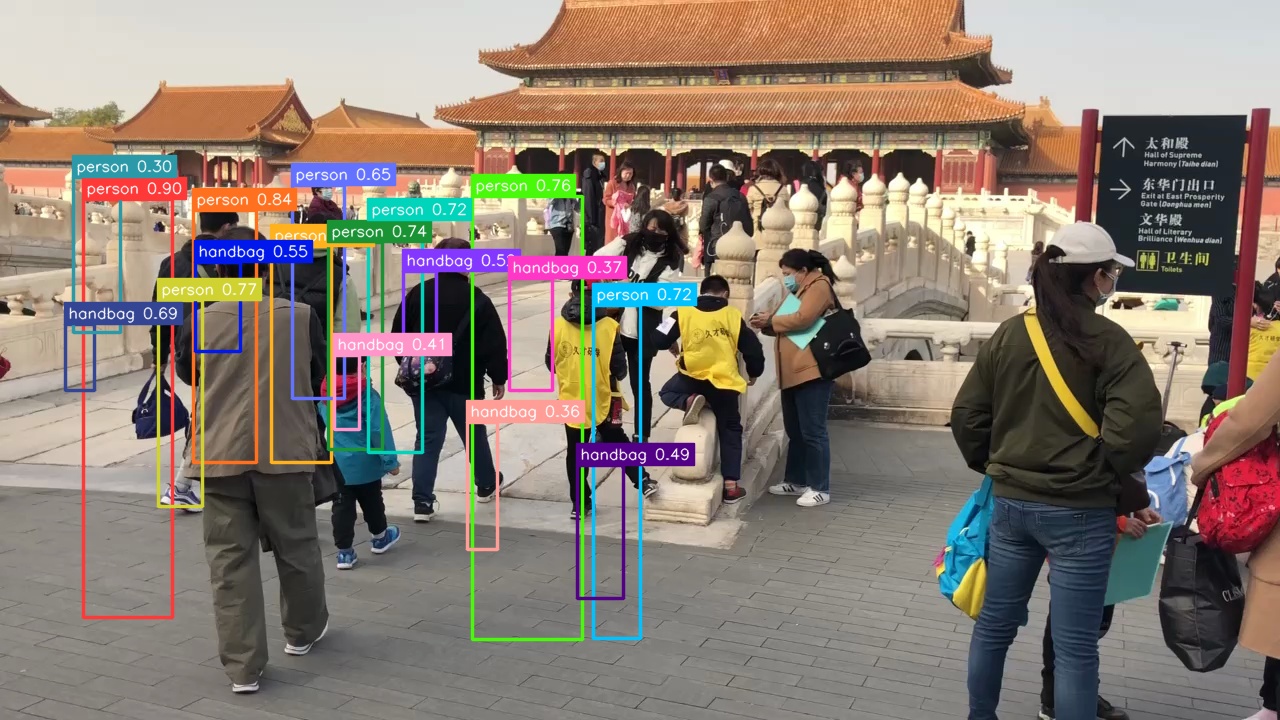 person 0.30
person 0.90
person 0.84
person 0.65
person 0.72
person 0.76
person
person 0.74
handbag 0.55
handbag 0.5
handbag 0.37
person 0.77
person 0.72
handbag 0.69
handbag 0.41
handbag 0.36
handbag 0.49
太和殿
Hall of Supreme
Harmony (Taihe dian)
东华门出口
Exit at East Prosperity
Gate (Donghua men)
文华殿
Hall of Literary
Brilliance (Wenhua dian)
卫生间
Toilets